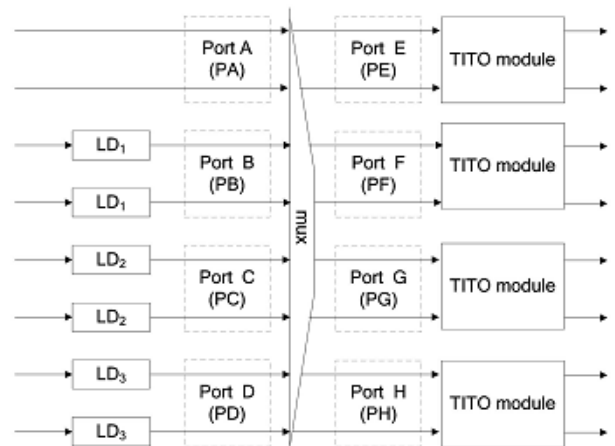 Port A
(PA)
Port E
(PE)
TITO module
LD₁
Port B
(PB)
Port F
(PF)
TITO module
LD₁
mux
LD₂
Port C
(PC)
Port G
(PG)
TITO module
LD₂
LD₃
Port D
(PD)
Port H
(PH)
TITO module
LD₃